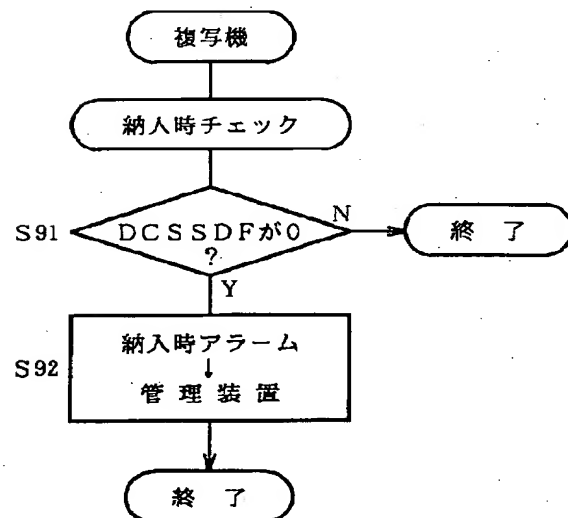 複写機
納入時チェック
S91
DCSSDFが0
?
N
終了
Y
S92
納入時アラーム
↓
管理装置
終了